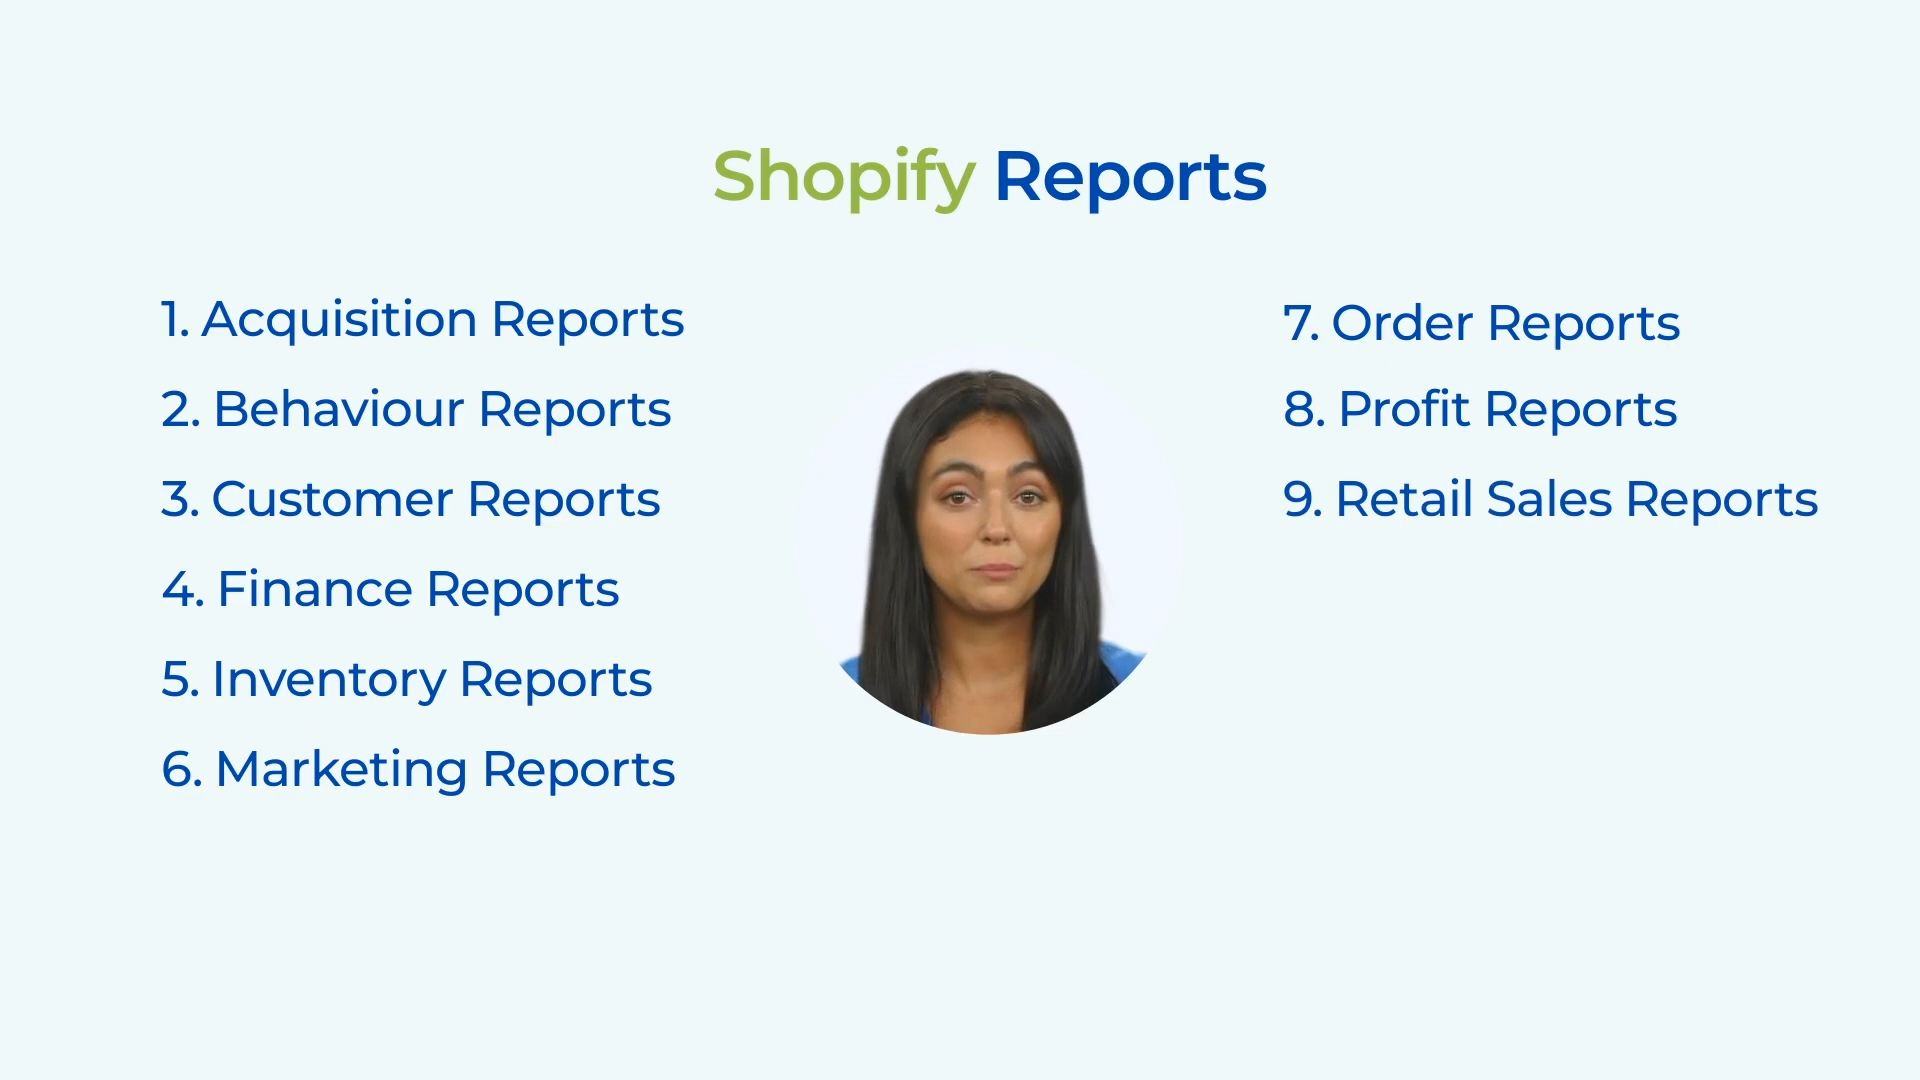 Shopify Reports
1. Acquisition Reports
2. Behaviour Reports
3. Customer Reports
4. Finance Reports
5. Inventory Reports
6. Marketing Reports
7. Order Reports
8. Profit Reports
9. Retail Sales Reports